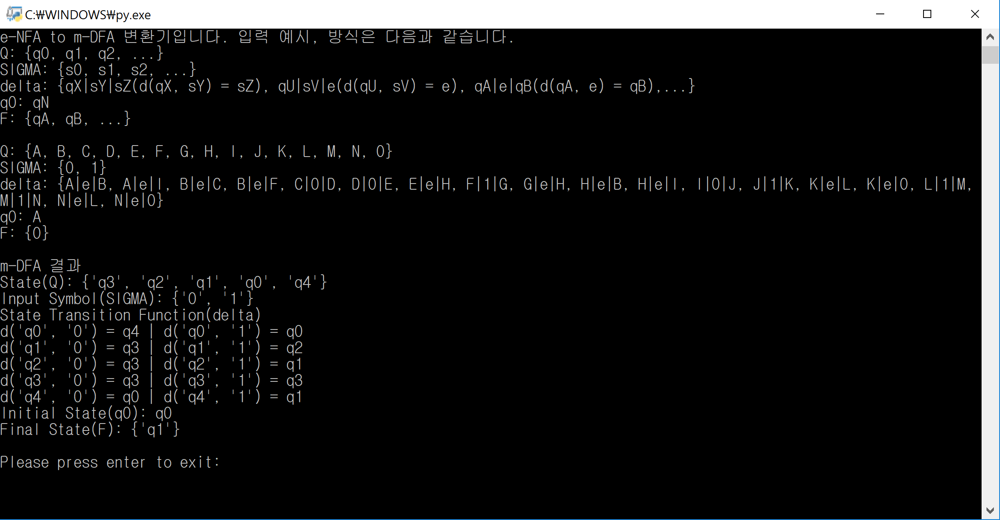 C:₩WINDOWS₩py.exe
e-NFA to m-DFA 변환기입니다. 입력 예시, 방식은 다음과 같습니다.
Q: {q0, q1, q2, ...}
SIGMA: {s0, s1, s2, ...}
delta: {qX|sY|sZ(d(qX, sY) = sZ), qU|sV|e(d(qU, sV) = e), qA|e|qB(d(qA, e) = qB),...}
q0: qN
F: {qA, qB, ...}
Q: {A, B, C, D, E, F, G, H, I, J, K, L, M, N, O}
SIGMA: {0, 1}
delta: {A|e|B, A|e|I, B|e|C, B|e|F, C|0|D, D|0|E, E|e|H, F|1|G, G|e|H, H|e|B, H|e|I, I|0|J, J|1|K, K|e|L, K|e|O, L|1|M,
M|1|N, N|e|L, N|e|O}
q0: A
F: {O}
m-DFA 결과
State(Q): {'q3', 'q2', 'q1', 'q0', 'q4'}
Input Symbol(SIGMA): {'0', '1'}
State Transition Function(delta)
d('q0', '0') = q4 | d('q0', '1') = q0
d('q1', '0') = q3 | d('q1', '1') = q2
d('q2', '0') = q3 | d('q2', '1') = q1
d('q3', '0') = q3 | d('q3', '1') = q3
d('q4', '0') = q0 | d('q4', '1') = q1
Initial State(q0): q0
Final State(F): {'q1'}
Please press enter to exit: